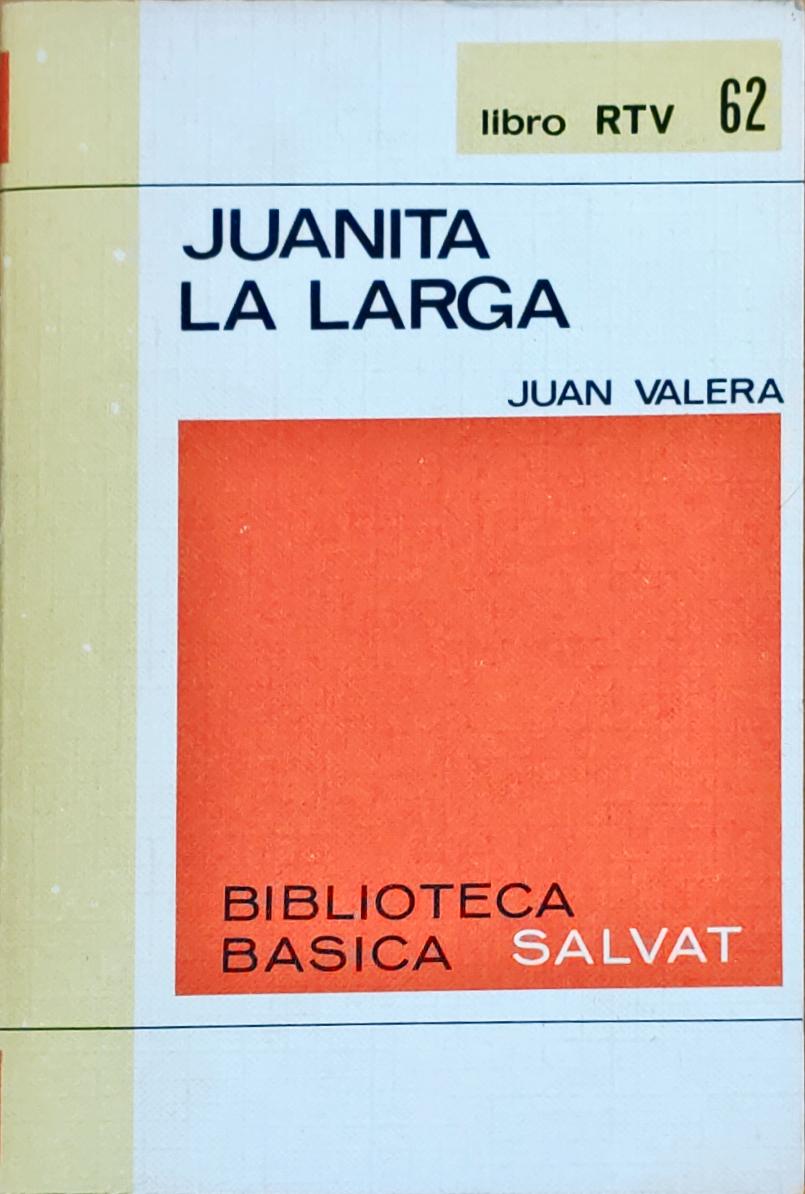 libro RTV 62
JUANITA
LA LARGA
JUAN VALERA
BIBLIOTECA
BASICA SALVAT